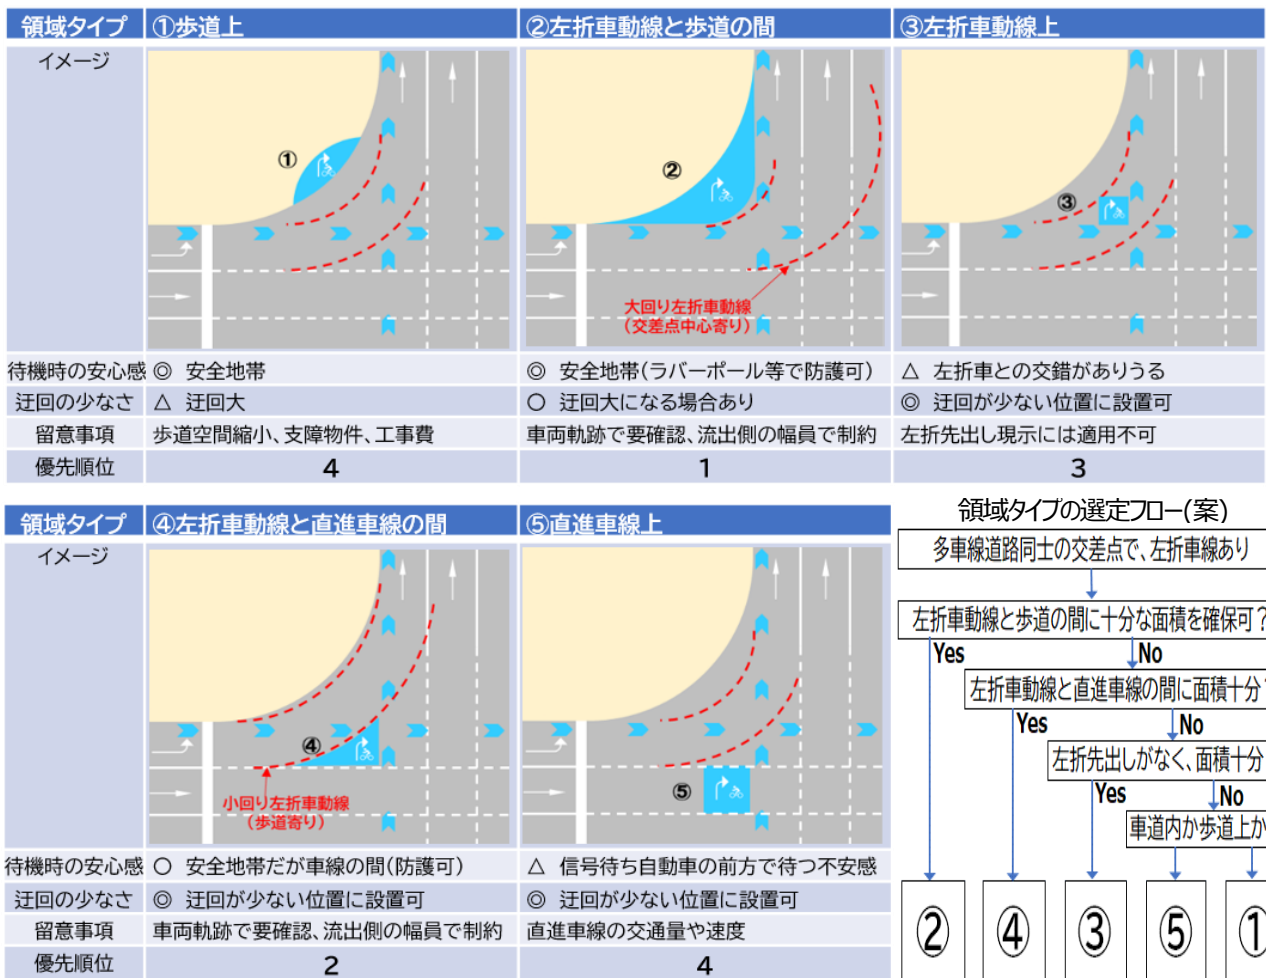 領域タイプ ①歩道上 ②左折車動線と歩道の間 ③左折車動線上
イメージ
①
②
③
大回り左折車動線
(交差点中心寄り)
待機時の安心感 ◎ 安全地帯 ◎ 安全地帯(ラバーポール等で防護可) △ 左折車との交錯がありうる
迂回の少なさ △ 迂回大 ○ 迂回大になる場合あり ◎ 迂回が少ない位置に設置可
留意事項 歩道空間縮小、支障物件、工事費 車両軌跡で要確認、流出側の幅員で制約 左折先出し現示には適用不可
優先順位 4 1 3
領域タイプ ④左折車動線と直進車線の間 ⑤直進車線上
イメージ
④
⑤
小回り左折車動線
(歩道寄り)
待機時の安心感 ○ 安全地帯だが車線の間(防護可) △ 信号待ち自動車の前方で待つ不安感
迂回の少なさ ◎ 迂回が少ない位置に設置可 ◎ 迂回が少ない位置に設置可
留意事項 車両軌跡で要確認、流出側の幅員で制約 直進車線の交通量や速度
優先順位 2 4
領域タイプの選定フロー(案)
多車線道路同士の交差点で、左折車線あり
左折車動線と歩道の間に十分な面積を確保可?
Yes No
左折車動線と直進車線の間に面積十分?
Yes No
左折先出しがなく、面積十分
Yes No
車道内か歩道上か
② ④ ③ ⑤ ①